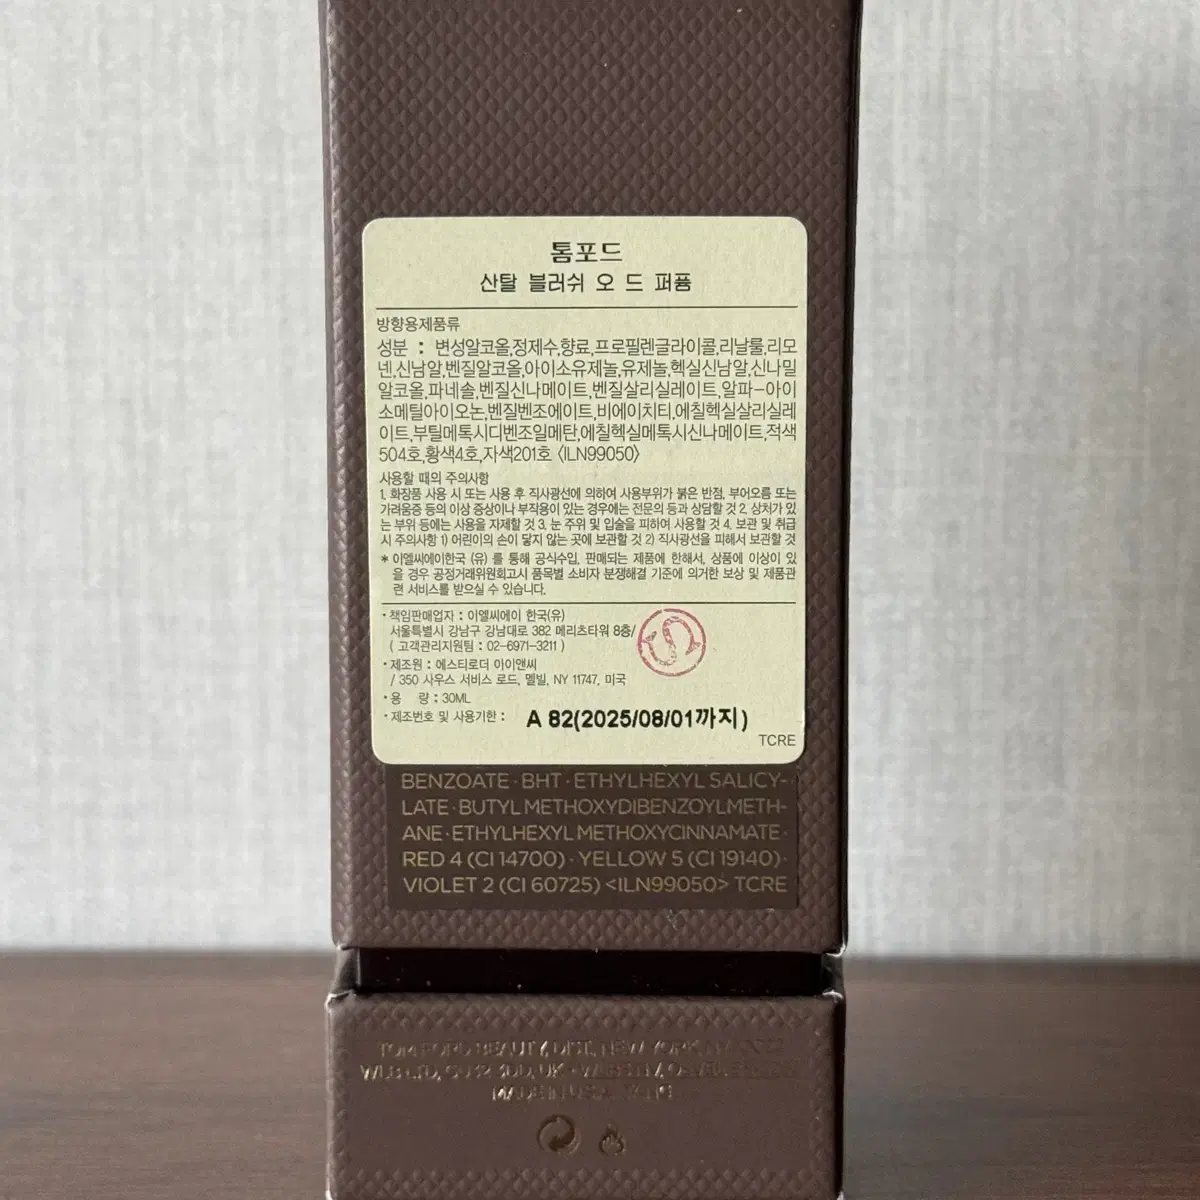 톰포드
산탈 블러쉬 오 드 퍼퓸
방향용제품류
성분 : 변성알코올,정제수,향료,프로필렌글라이콜,리날룰,리모
넨,신남알,벤질알코올,아이소유제놀,유제놀,헥실신남알,신나밀
알코올,파네솔,벤질신나메이트,벤질살리실레이트,알파-아이
소메틸아이오논,벤질벤조에이트,비에이치티,에칠헥실살리실레
이트,부틸메톡시디벤조일메탄,에칠헥실메톡시신나메이트,적색
504호,황색4호,자색201호 <ILN99050>
사용할 때의 주의사항
1. 화장품 사용 시 또는 사용 후 직사광선에 의하여 사용부위가 붉은 반점, 부어오름 또는
가려움증 등의 이상 증상이나 부작용이 있는 경우에는 전문의 등과 상담할 것 2. 상처가 있
는 부위 등에는 사용을 자제할 것 3. 눈 주위 및 입술을 피하여 사용할 것 4. 보관 및 취급
시 주의사항 1) 어린이의 손이 닿지 않는 곳에 보관할 것 2) 직사광선을 피해서 보관할 것
* 이엘씨에이한국 (유) 를 통해 공식수입, 판매되는 제품에 한해서, 상품에 이상이 있
을 경우 공정거래위원회고시 품목별 소비자 분쟁해결 기준에 의거한 보상 및 제품관
련 서비스를 받으실 수 있습니다.
• 책임판매업자 : 이엘씨에이 한국(유)
서울특별시 강남구 강남대로 382 메리츠타워 8층/
( 고객관리지원팀 : 02-6971-3211 )
• 제조원 : 에스티로더 아이앤씨
/ 350 사우스 서비스 로드, 멜빌, NY 11747, 미국
• 용 량 : 30ML
• 제조번호 및 사용기한 : A 82(2025/08/01까지)
TCRE
BENZOATE · BHT · ETHYLHEXYL SALICY-
LATE · BUTYL METHOXYDIBENZOYLMETH-
ANE · ETHYLHEXYL METHOXYCINNAMATE ·
RED 4 (CI 14700) · YELLOW 5 (CI 19140) ·
VIOLET 2 (CI 60725) <ILN99050> TCRE
TOM FORD BEAUTY, DIST. NEW YORK, NY
MADE IN U.S.A.